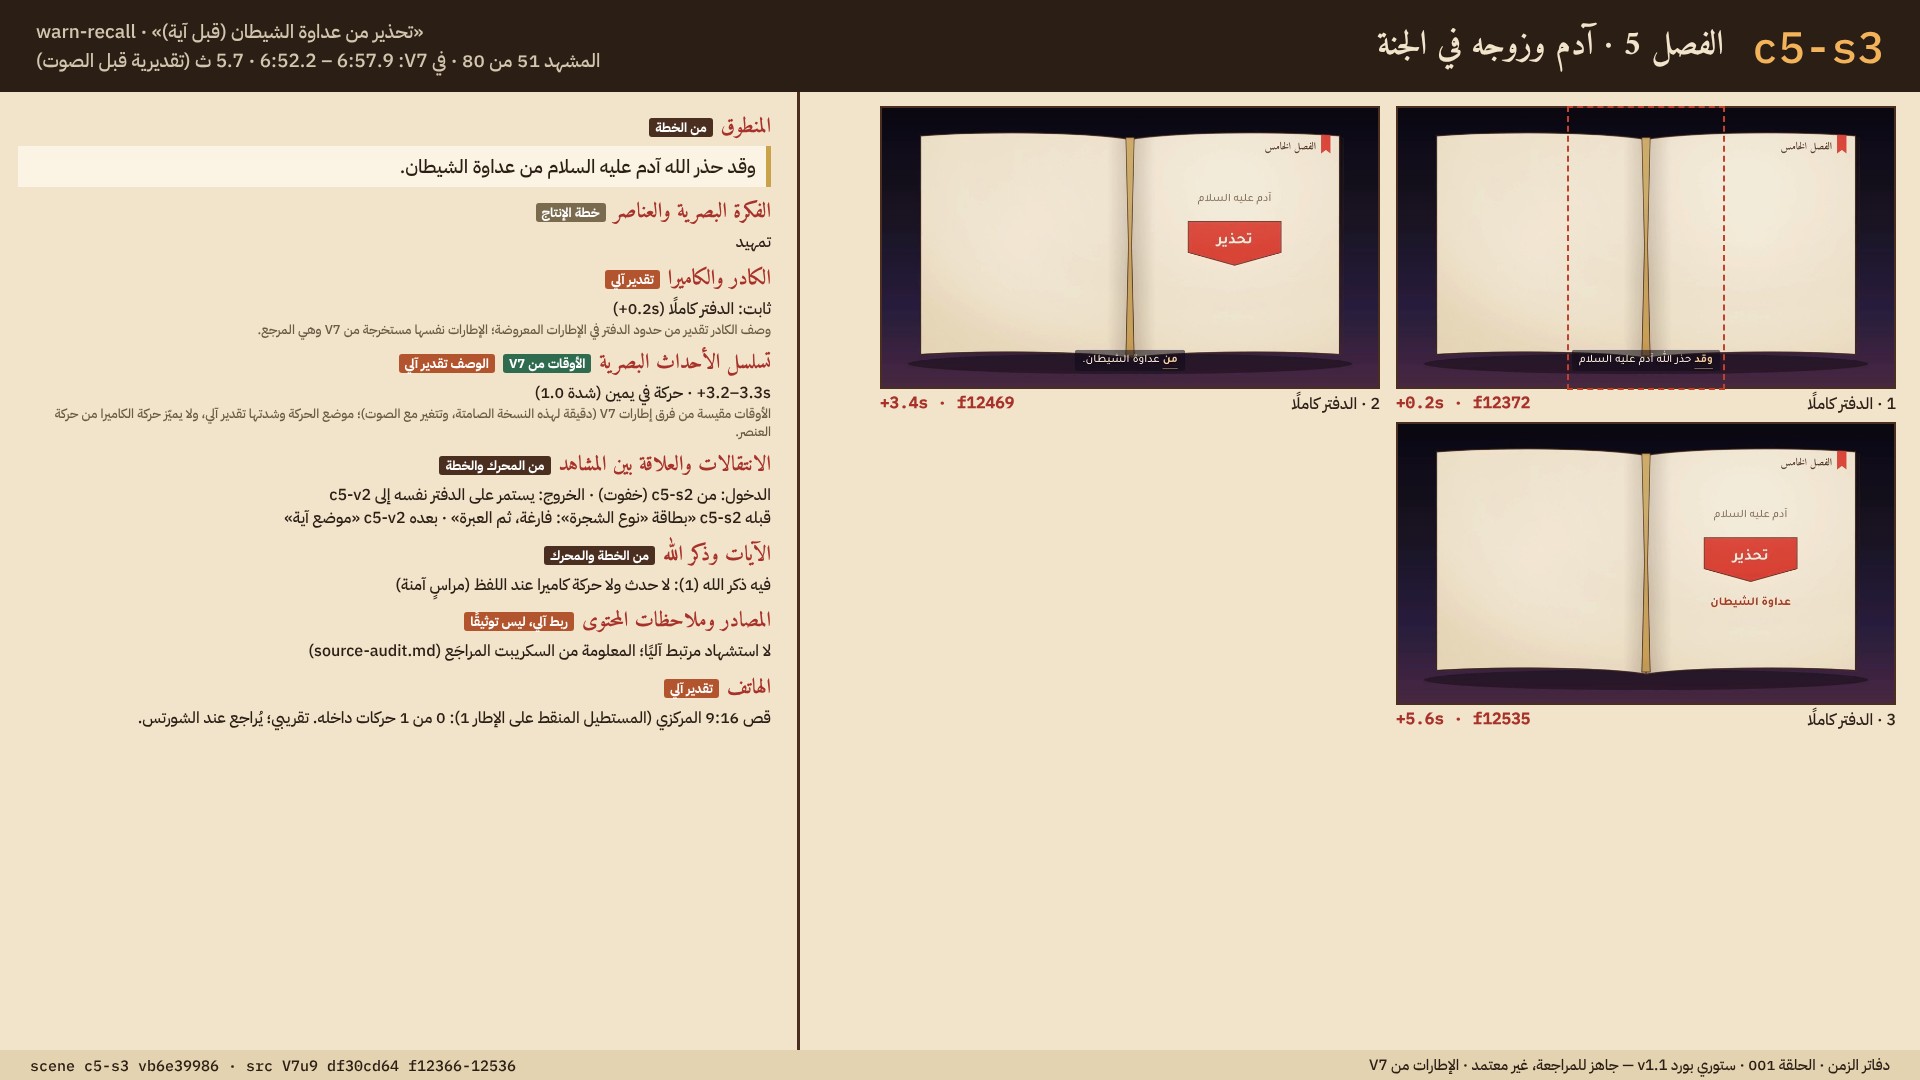 c5-s3 الفصل 5 · آدم وزوجه في الجنة
«تحذير من عداوة الشيطان (قبل آية)» · warn-recall
المشهد 51 من 80 · في V7: 6:52.2 – 6:57.9 · 5.7 ث (تقديرية قبل الصوت)
الفصل الخامس
وقد حذر الله آدم عليه السلام
1 · الدفتر كاملًا +0.2s · f12372
الفصل الخامس
آدم عليه السلام
تحذير
من عداوة الشيطان.
2 · الدفتر كاملًا +3.4s · f12469
الفصل الخامس
آدم عليه السلام
تحذير
عداوة الشيطان
3 · الدفتر كاملًا +5.6s · f12535
المنطوق من الخطة
وقد حذر الله آدم عليه السلام من عداوة الشيطان.
الفكرة البصرية والعناصر خطة الإنتاج
تمهيد
الكادر والكاميرا تقدير آلي
ثابت: الدفتر كاملًا (+0.2s)
وصف الكادر تقدير من حدود الدفتر في الإطارات المعروضة؛ الإطارات نفسها مستخرجة من V7 وهي المرجع.
تسلسل الأحداث البصرية الأوقات من V7 الوصف تقدير آلي
+3.2–3.3s · حركة في يمين (شدة 1.0)
الأوقات مقيسة من فرق إطارات V7 (دقيقة لهذه النسخة الصامتة، وتتغير مع الصوت)؛ موضع الحركة وشدتها تقدير آلي، ولا يميّز حركة الكاميرا من حركة
العنصر.
الانتقالات والعلاقة بين المشاهد من المحرك والخطة
الدخول: من c5-s2 (خفوت) · الخروج: يستمر على الدفتر نفسه إلى c5-v2
قبله c5-s2 «بطاقة «نوع الشجرة»: فارغة، ثم العبرة» · بعده c5-v2 «موضع آية»
الآيات وذكر الله من الخطة والمحرك
فيه ذكر الله (1): لا حدث ولا حركة كاميرا عند اللفظ (مراسٍ آمنة)
المصادر وملاحظات المحتوى ربط آلي، ليس توثيقًا
لا استشهاد مرتبط آليًا؛ المعلومة من السكريبت المراجَع (source-audit.md)
الهاتف تقدير آلي
قص 9:16 المركزي (المستطيل المنقط على الإطار 1): 0 من 1 حركات داخله. تقريبي؛ يُراجع عند الشورتس.
دفاتر الزمن · الحلقة 001 · ستوري بورد v1.1 — جاهز للمراجعة، غير معتمد · الإطارات من V7
scene c5-s3 vb6e39986 · src V7u9 df30cd64 f12366-12536